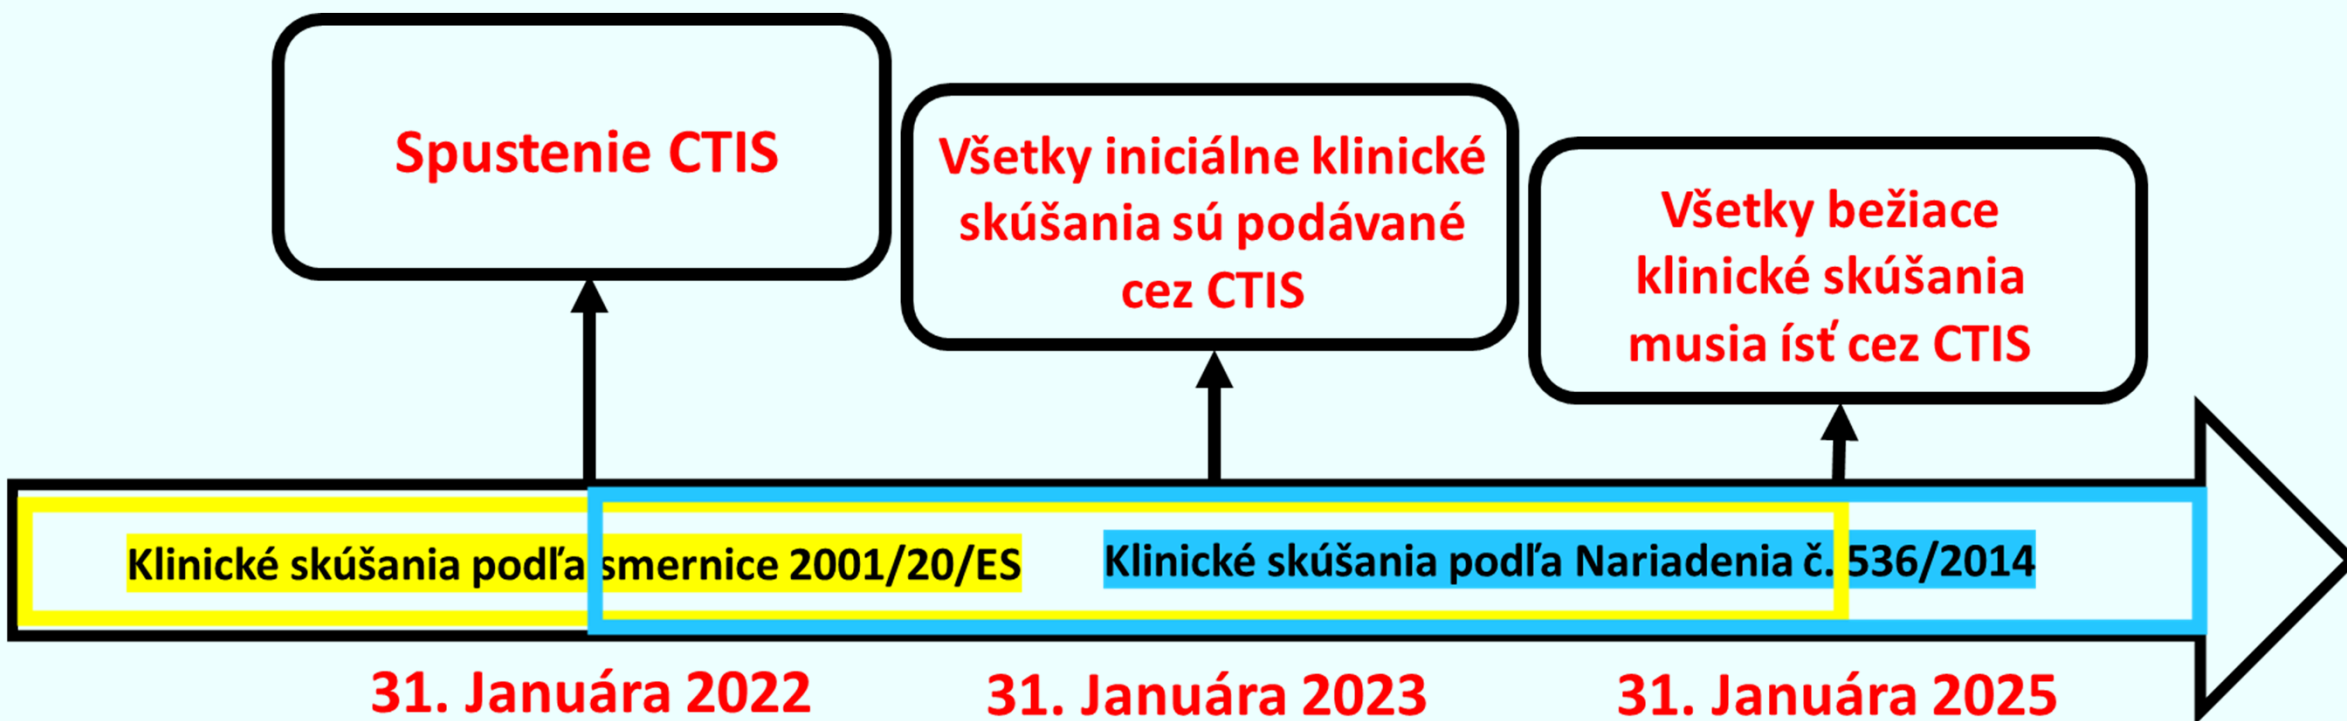 Spustenie CTIS
Všetky iniciálne klinické
skúšania sú podávané
cez CTIS
Všetky bežiace
klinické skúšania
musia ísť cez CTIS
Klinické skúšania podľa smernice 2001/20/ES
Klinické skúšania podľa Nariadenia č. 536/2014
31. Januára 2022
31. Januára 2023
31. Januára 2025